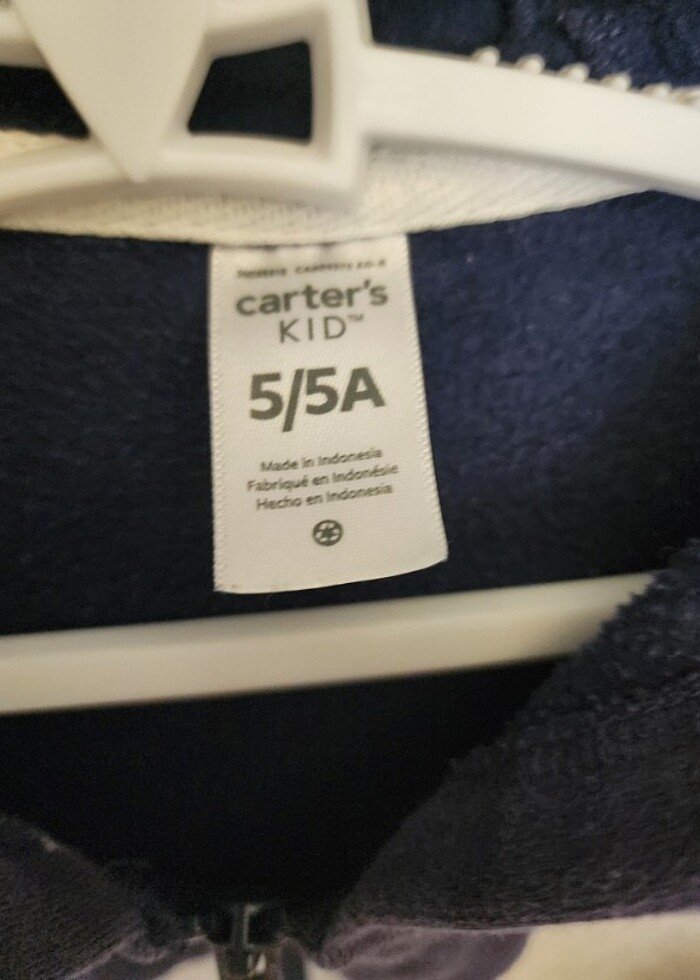 carter's
KID™
5/5A
Made in Indonesia
Fabriqué en Indonésie
Hecho en Indonesia